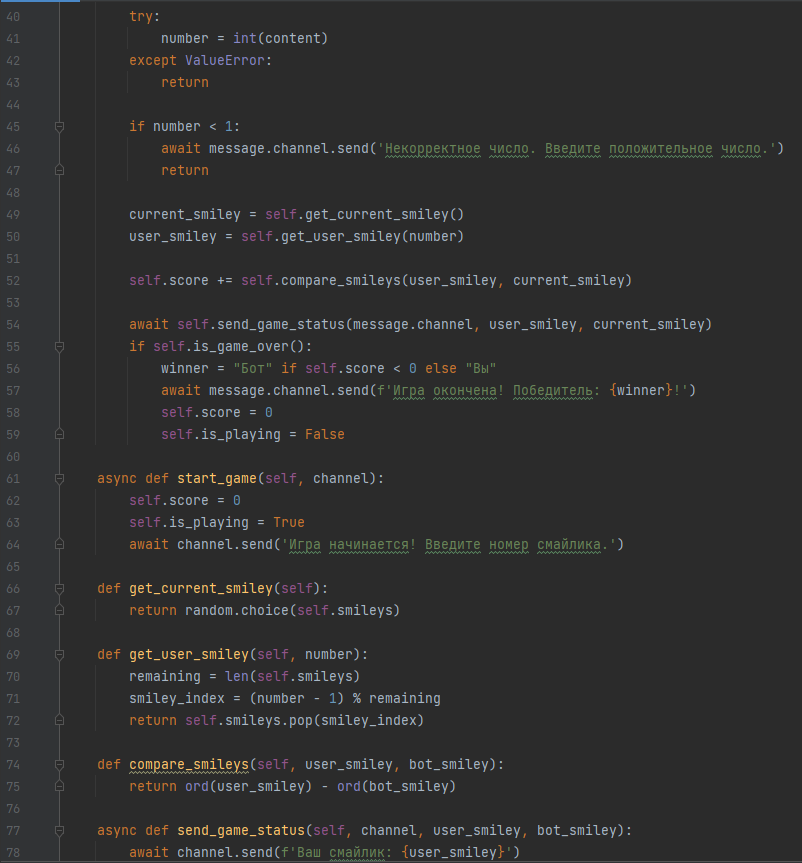 40 try:
41 number = int(content)
42 except ValueError:
43 return
44
45 if number < 1:
46 await message.channel.send('Некорректное число. Введите положительное число.')
47 return
48
49 current_smiley = self.get_current_smiley()
50 user_smiley = self.get_user_smiley(number)
51
52 self.score += self.compare_smileys(user_smiley, current_smiley)
53
54 await self.send_game_status(message.channel, user_smiley, current_smiley)
55 if self.is_game_over():
56 winner = "Бот" if self.score < 0 else "Вы"
57 await message.channel.send(f'Игра окончена! Победитель: {winner}!')
58 self.score = 0
59 self.is_playing = False
60
61 async def start_game(self, channel):
62 self.score = 0
63 self.is_playing = True
64 await channel.send('Игра начинается! Введите номер смайлика.')
65
66 def get_current_smiley(self):
67 return random.choice(self.smileys)
68
69 def get_user_smiley(self, number):
70 remaining = len(self.smileys)
71 smiley_index = (number - 1) % remaining
72 return self.smileys.pop(smiley_index)
73
74 def compare_smileys(self, user_smiley, bot_smiley):
75 return ord(user_smiley) - ord(bot_smiley)
76
77 async def send_game_status(self, channel, user_smiley, bot_smiley):
78 await channel.send(f'Ваш смайлик: {user_smiley}')